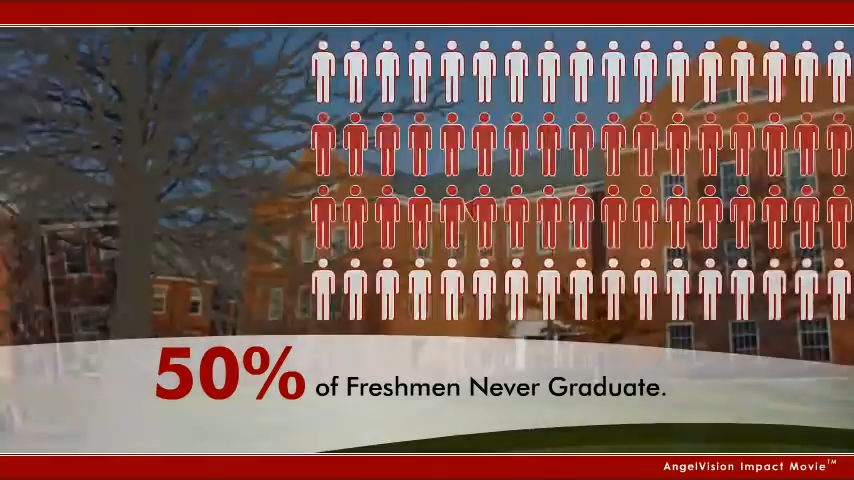 50% of Freshmen Never Graduate.
AngelVision Impact Movie™